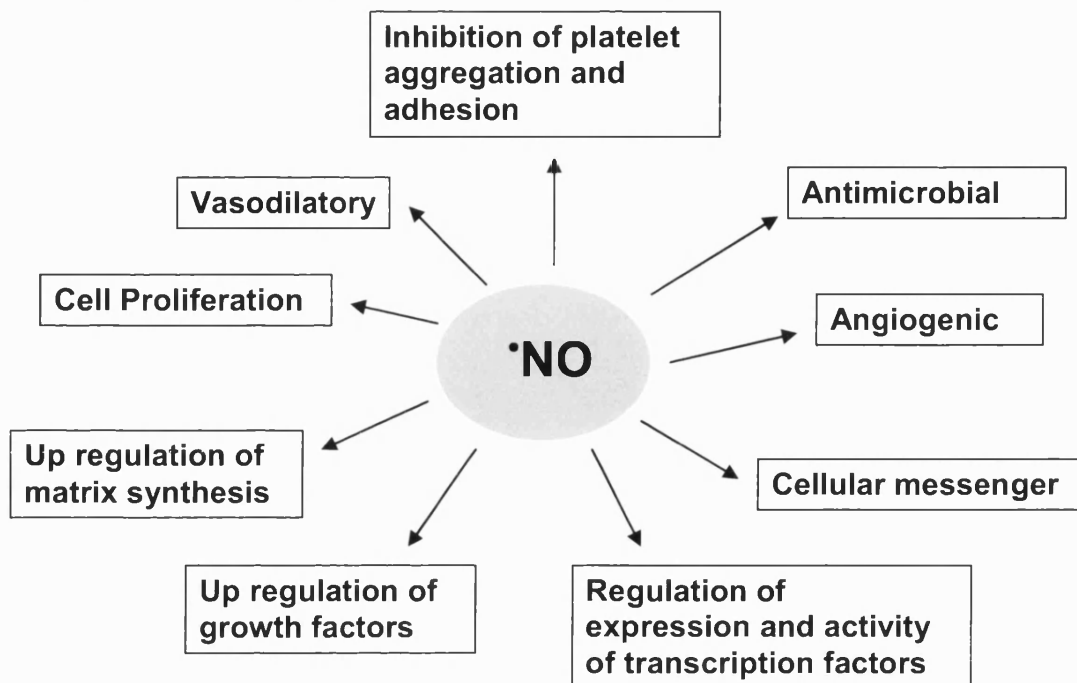 Inhibition of platelet
aggregation and
adhesion
Vasodilatory
Antimicrobial
Cell Proliferation
Angiogenic
•NO
Up regulation of
matrix synthesis
Cellular messenger
Up regulation of
growth factors
Regulation of
expression and activity
of transcription factors